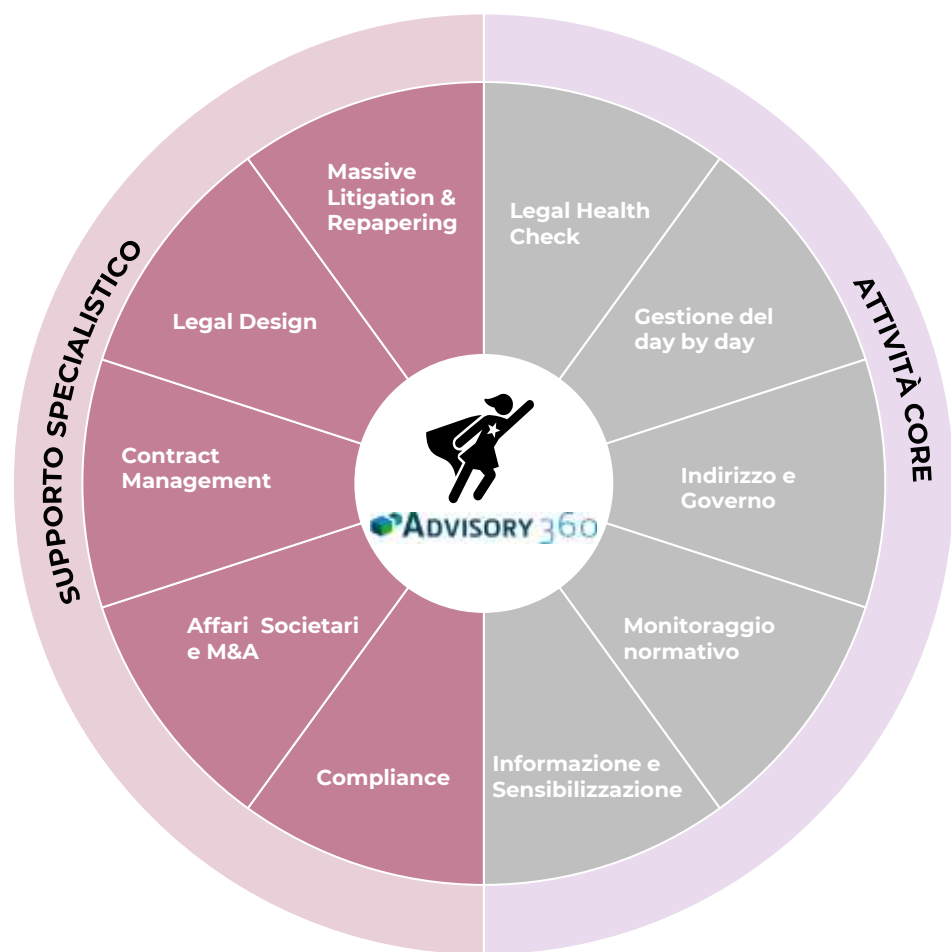 SUPPORTO SPECIALISTICO
ATTIVITÀ CORE
Massive
Litigation &
Repapering
Legal Health
Check
Legal Design
Gestione del
day by day
Contract
Management
Indirizzo e
Governo
ADVISORY 360
Affari Societari
e M&A
Monitoraggio
normativo
Compliance
Informazione e
Sensibilizzazione